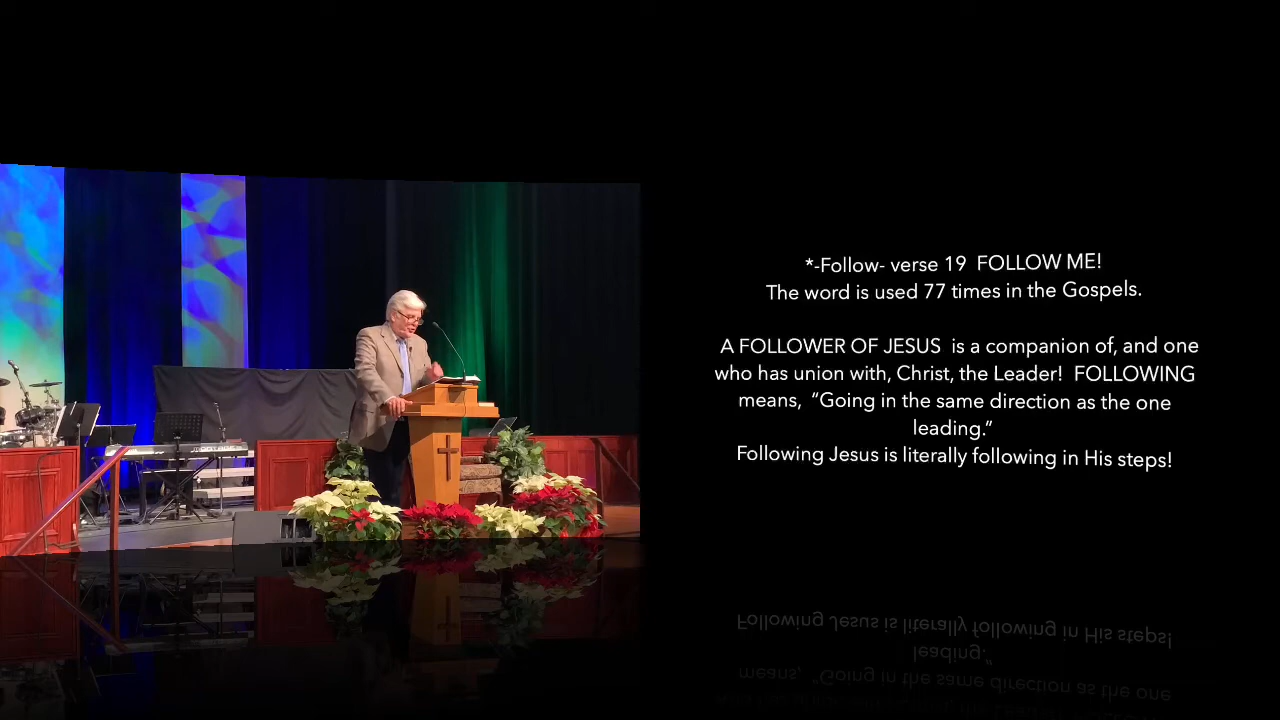 *-Follow- verse 19  FOLLOW ME!
The word is used 77 times in the Gospels.
A FOLLOWER OF JESUS  is a companion of, and one
who has union with, Christ, the Leader!  FOLLOWING
means,  “Going in the same direction as the one
leading.”
Following Jesus is literally following in His steps!